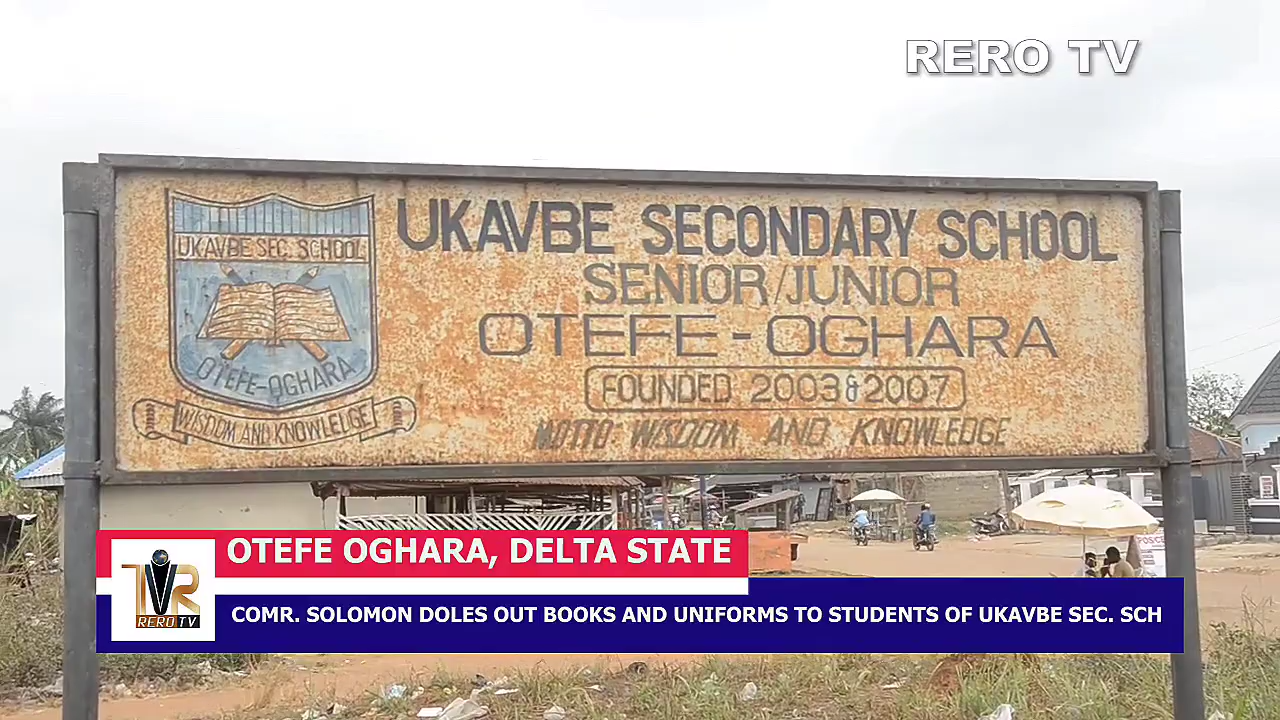 RERO TV
UKAVBE SEC. SCHOOL
OTEFE-OGHARA
WISDOM AND KNOWLEDGE
UKAVBE SECONDARY SCHOOL
SENIOR/JUNIOR
OTEFE-OGHARA
FOUNDED 2003 & 2007
MOTTO WISDOM AND KNOWLEDGE
OTEFE OGHARA, DELTA STATE
TVR
RERO TV
COMR. SOLOMON DOLES OUT BOOKS AND UNIFORMS TO STUDENTS OF UKAVBE SEC. SCH